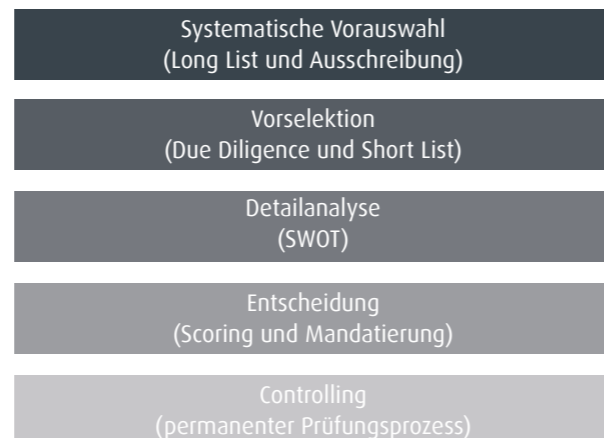 Systematische Vorauswahl
(Long List und Ausschreibung)
Vorselektion
(Due Diligence und Short List)
Detailanalyse
(SWOT)
Entscheidung
(Scoring und Mandatierung)
Controlling
(permanenter Prüfungsprozess)